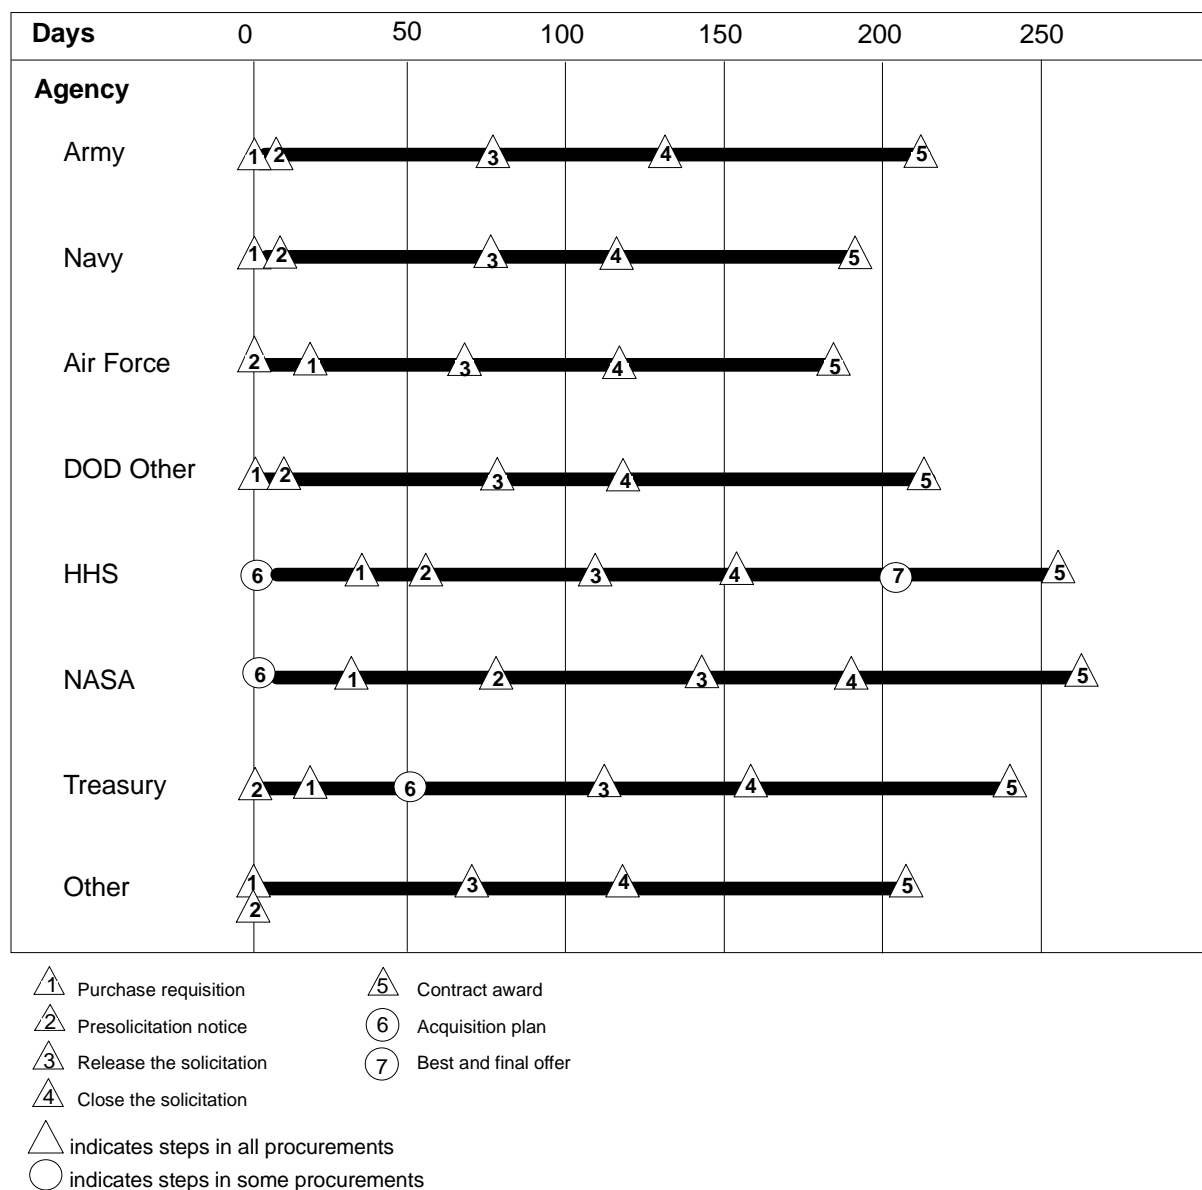 Days 0 50 100 150 200 250
Agency
Army 1 2 3 4 5
Navy 1 2 3 4 5
Air Force 2 1 3 4 5
DOD Other 1 2 3 4 5
HHS 6 1 2 3 4 7 5
NASA 6 1 2 3 4 5
Treasury 2 1 6 3 4 5
Other 1 3 4 5
2
1 Purchase requisition 5 Contract award
2 Presolicitation notice 6 Acquisition plan
3 Release the solicitation 7 Best and final offer
4 Close the solicitation
indicates steps in all procurements
indicates steps in some procurements